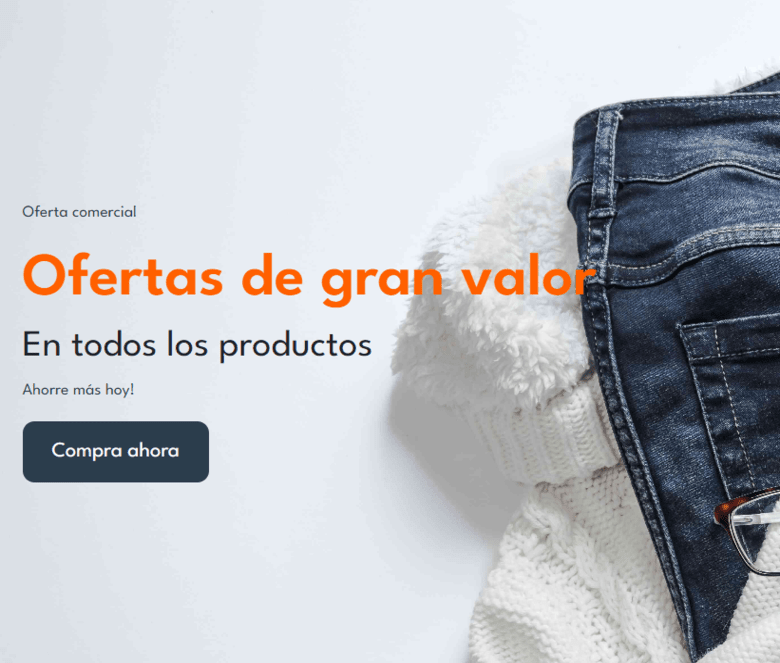 Oferta comercial
Ofertas de gran valor
En todos los productos
Ahorre más hoy!
Compra ahora